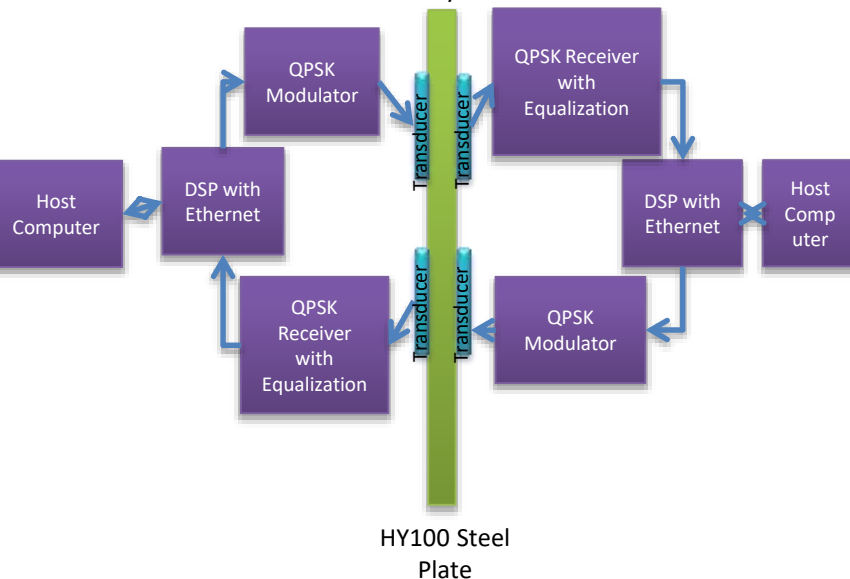 QPSK
Modulator
QPSK Receiver
with
Equalization
Transducer
Transducer
Host
Computer
DSP with
Ethernet
DSP with
Ethernet
Host
Comp
uter
QPSK
Receiver
with
Equalization
Transducer
Transducer
QPSK
Modulator
HY100 Steel
Plate